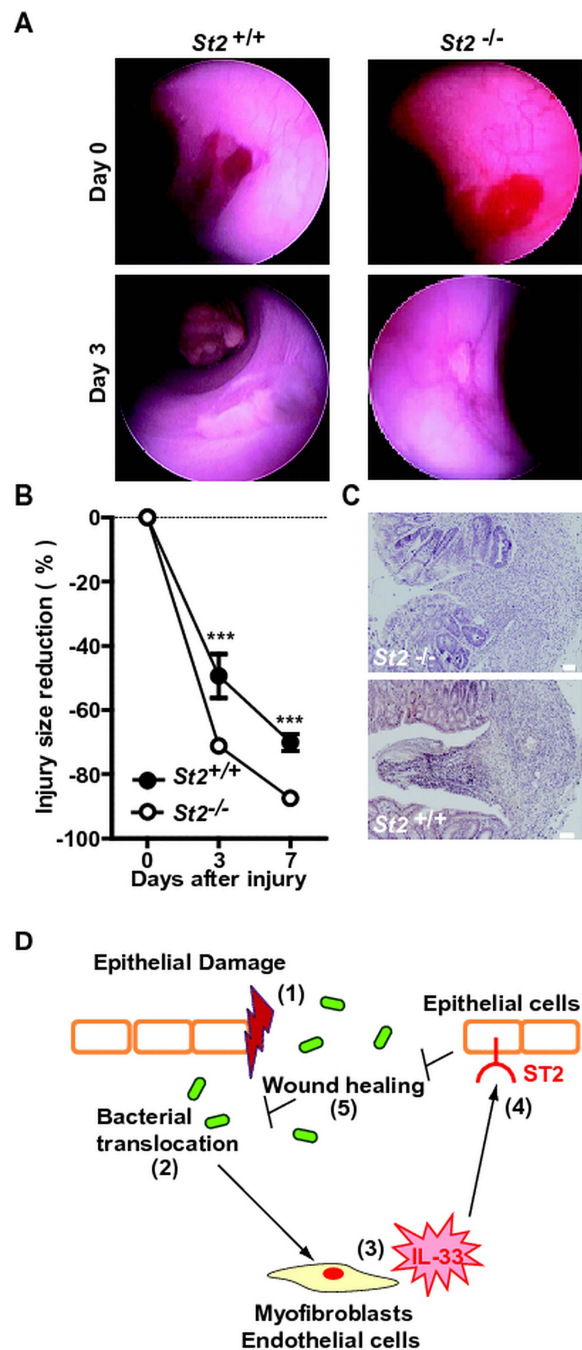 A
St2 +/+
St2 -/-
Day 0
Day 3
B
C
Injury size reduction ( % )
0
-20
-40
-60
-80
-100
***
***
St2+/+
St2-/-
0
3
7
Days after injury
St2 -/-
St2 +/+
D
Epithelial Damage
(1)
Epithelial cells
ST2
Wound healing
(5)
(4)
Bacterial
translocation
(2)
(3)
IL-33
Myofibroblasts
Endothelial cells